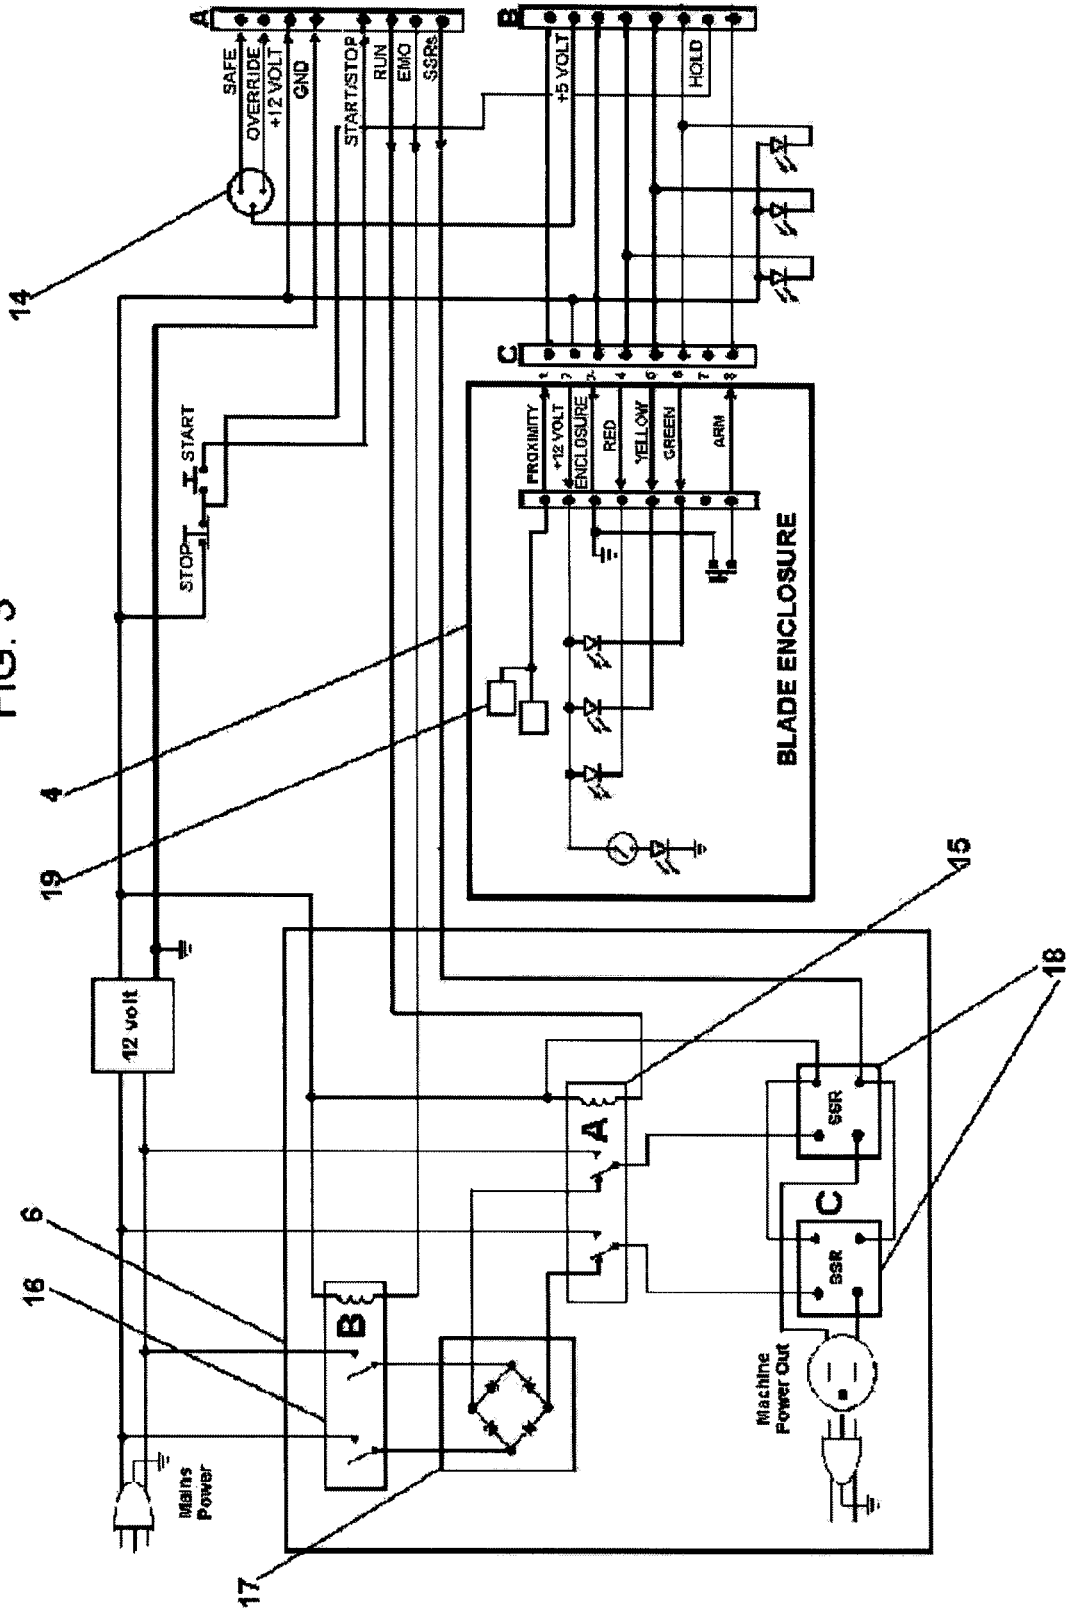 FIG. 3
14
4
19
6
16
17
15
18
A
SAFE
OVERRIDE
+12 VOLT
GND
START/STOP
RUN
EMO
SSRs
B
+5 VOLT
HOLD
STOP
START
C
1
2
3
4
5
6
7
8
PROXIMITY
+12 VOLT
ENCLOSURE
RED
YELLOW
GREEN
ARM
BLADE ENCLOSURE
12 volt
Mains
Power
B
A
SSR
C
SSR
Machine
Power Out